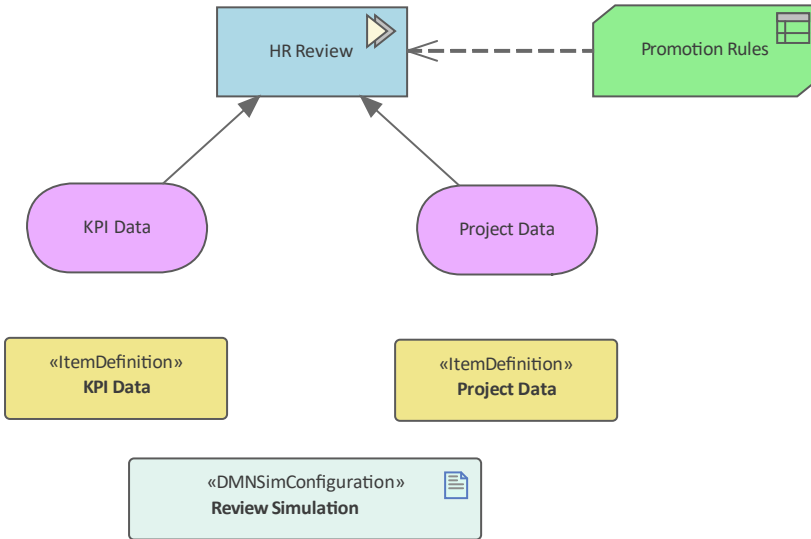 HR Review
Promotion Rules
KPI Data
Project Data
«ItemDefinition»
KPI Data
«ItemDefinition»
Project Data
«DMNSimConfiguration»
Review Simulation